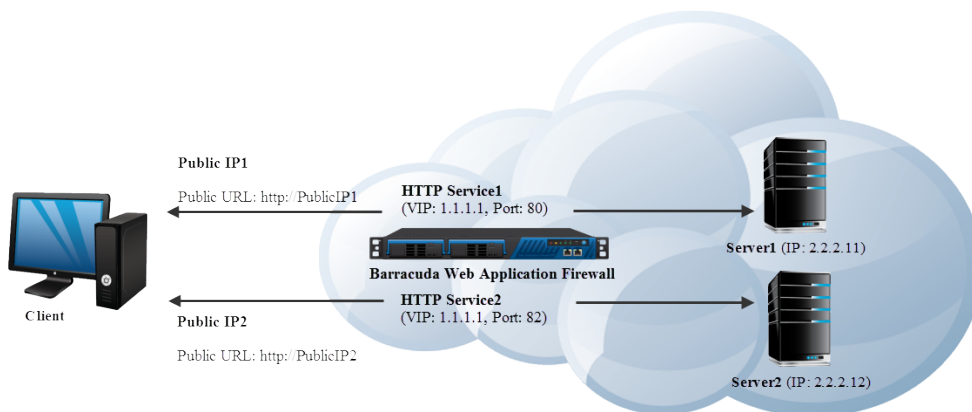 Public IP1
Public URL: http://PublicIP1
HTTP Service1
(VIP: 1.1.1.1, Port: 80)
Server1 (IP: 2.2.2.11)
Barracuda Web Application Firewall
Client
HTTP Service2
(VIP: 1.1.1.1, Port: 82)
Public IP2
Public URL: http://PublicIP2
Server2 (IP: 2.2.2.12)